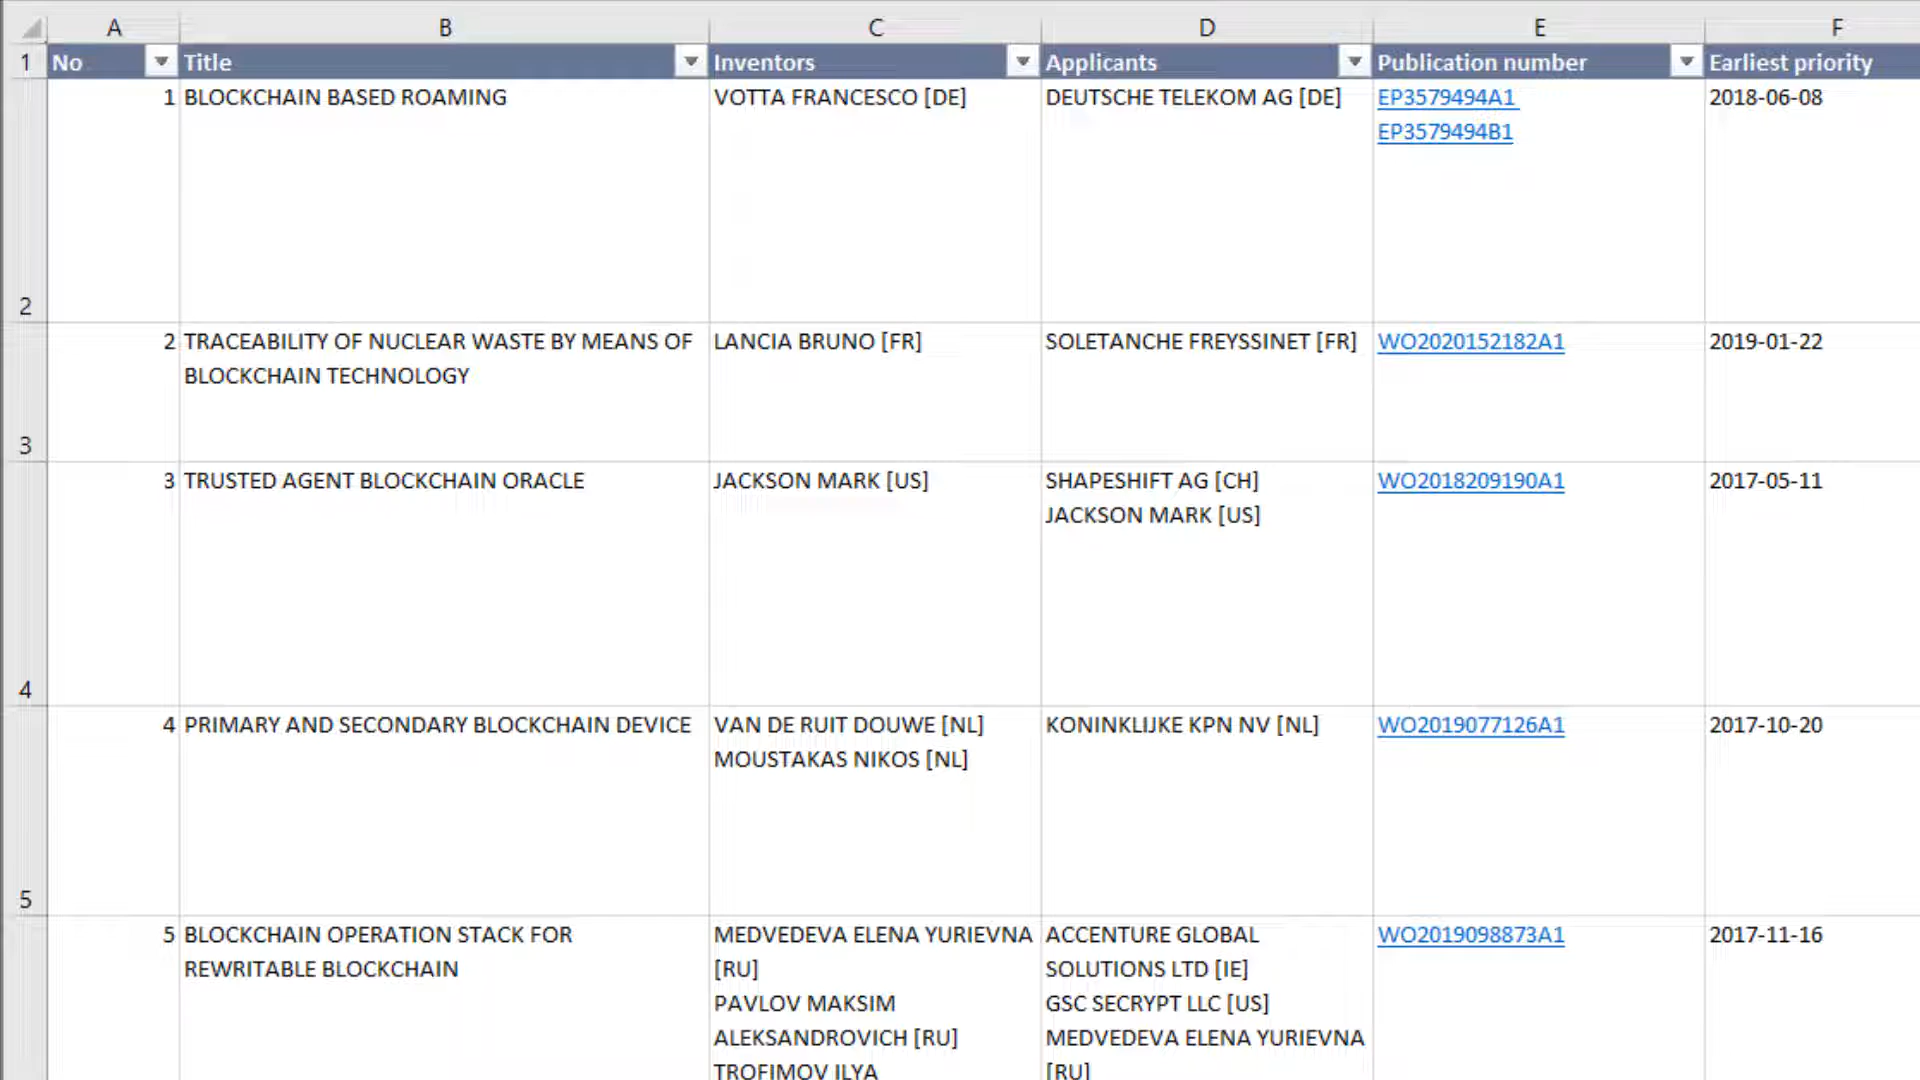 A B C D E F
1 No Title Inventors Applicants Publication number Earliest priority
1 BLOCKCHAIN BASED ROAMING VOTTA FRANCESCO [DE] DEUTSCHE TELEKOM AG [DE] EP3579494A1 2018-06-08
EP3579494B1
2
2 TRACEABILITY OF NUCLEAR WASTE BY MEANS OF LANCIA BRUNO [FR] SOLETANCHE FREYSSINET [FR] WO2020152182A1 2019-01-22
BLOCKCHAIN TECHNOLOGY
3
3 TRUSTED AGENT BLOCKCHAIN ORACLE JACKSON MARK [US] SHAPESHIFT AG [CH] WO2018209190A1 2017-05-11
JACKSON MARK [US]
4
4 PRIMARY AND SECONDARY BLOCKCHAIN DEVICE VAN DE RUIT DOUWE [NL] KONINKLIJKE KPN NV [NL] WO2019077126A1 2017-10-20
MOUSTAKAS NIKOS [NL]
5
5 BLOCKCHAIN OPERATION STACK FOR MEDVEDEVA ELENA YURIEVNA ACCENTURE GLOBAL WO2019098873A1 2017-11-16
REWRITABLE BLOCKCHAIN [RU] SOLUTIONS LTD [IE]
PAVLOV MAKSIM GSC SECRYPT LLC [US]
ALEKSANDROVICH [RU] MEDVEDEVA ELENA YURIEVNA
TROFIMOV ILYA [RU]